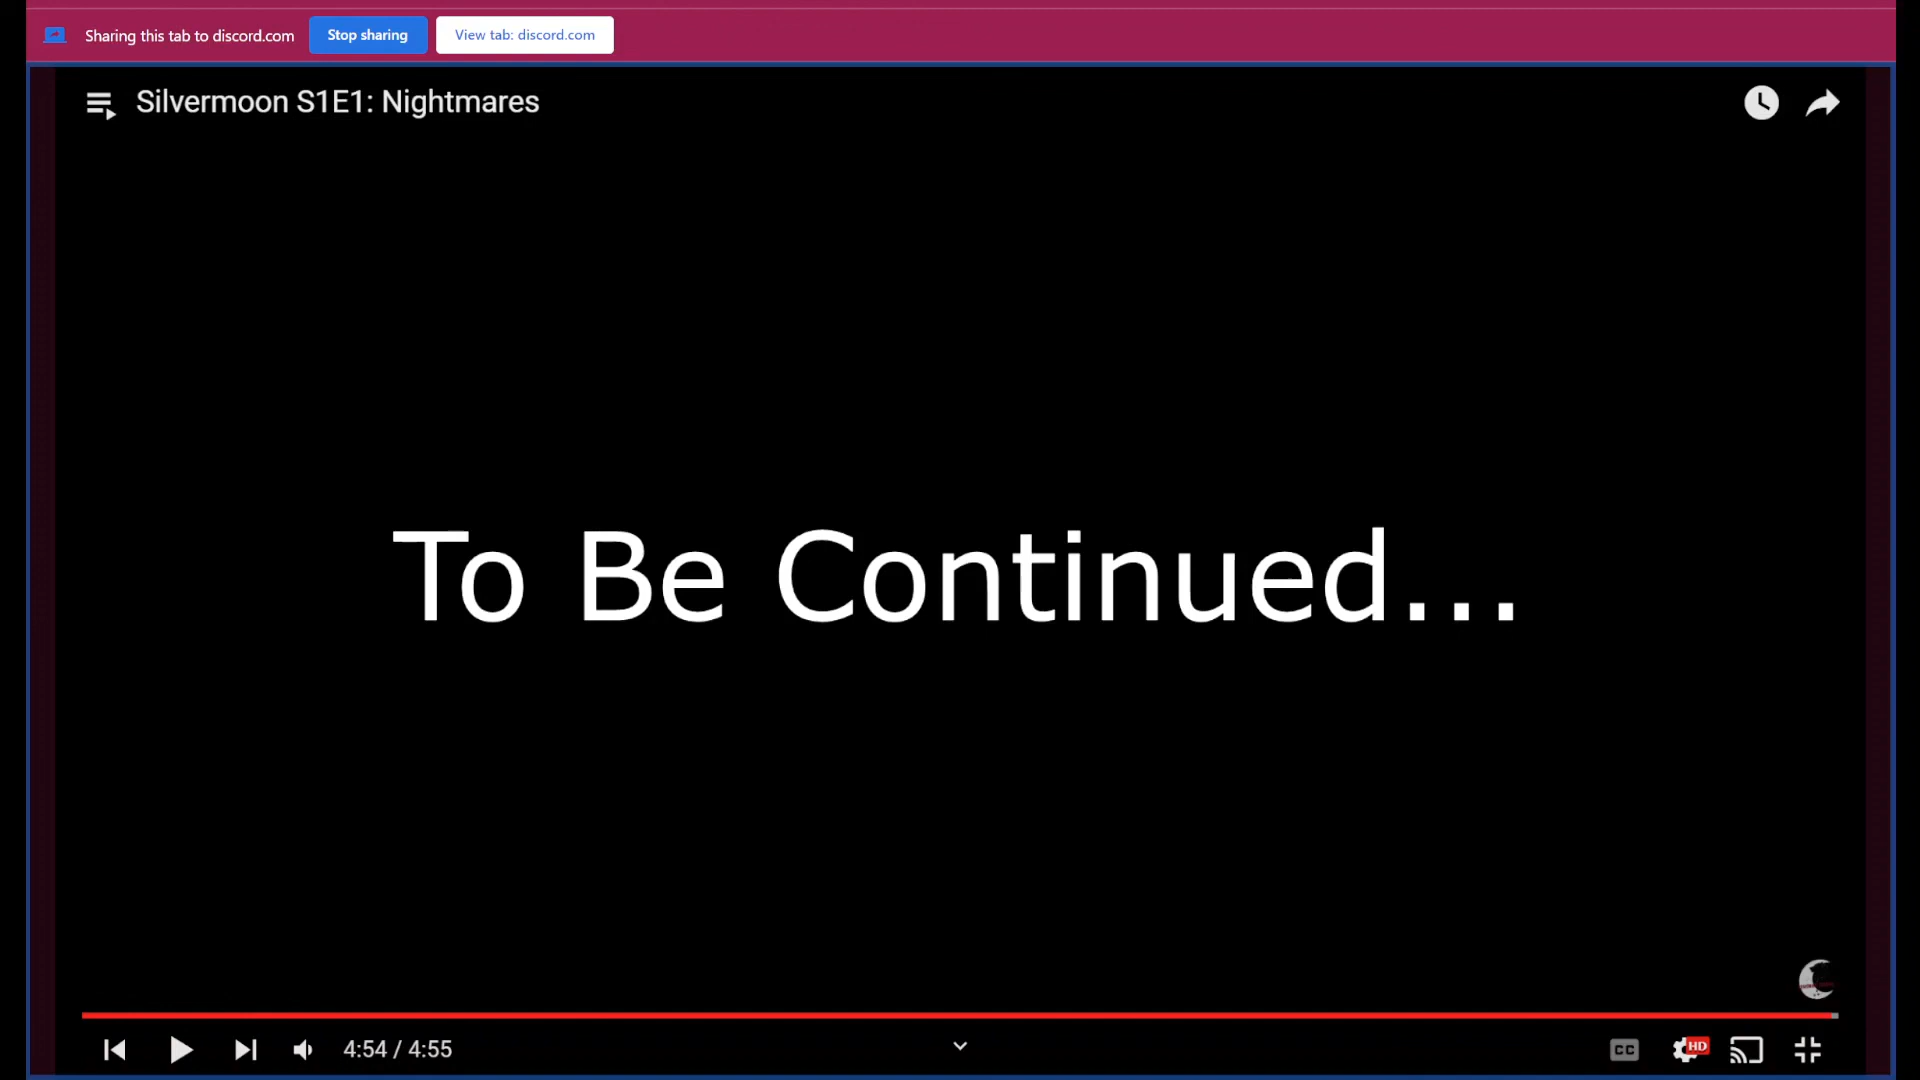 Sharing this tab to discord.com Stop sharing View tab: discord.com
Silvermoon S1E1: Nightmares
To Be Continued...
4:54 / 4:55
CC HD